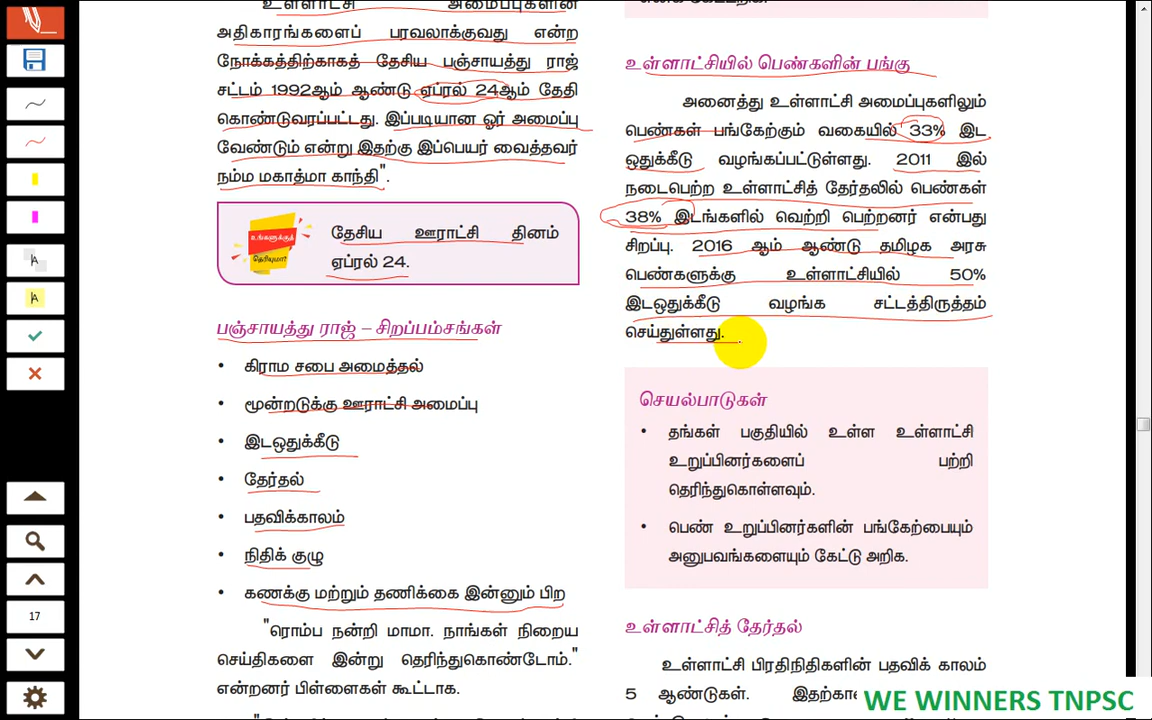 உள்ளாட்சி அமைப்புகளின்
அதிகாரங்களைப் பரவலாக்குவது என்ற
நோக்கத்திற்காகத் தேசிய பஞ்சாயத்து ராஜ்
சட்டம் 1992ஆம் ஆண்டு ஏப்ரல் 24ஆம் தேதி
கொண்டுவரப்பட்டது. இப்படியான ஓர் அமைப்பு
வேண்டும் என்று இதற்கு இப்பெயர் வைத்தவர்
நம்ம மகாத்மா காந்தி".
உங்களுக்குத்
தெரியுமா?
தேசிய ஊராட்சி தினம்
ஏப்ரல் 24.
பஞ்சாயத்து ராஜ் – சிறப்பம்சங்கள்
• கிராம சபை அமைத்தல்
• மூன்றடுக்கு ஊராட்சி அமைப்பு
• இடஒதுக்கீடு
• தேர்தல்
• பதவிக்காலம்
• நிதிக் குழு
• கணக்கு மற்றும் தணிக்கை இன்னும் பிற
"ரொம்ப நன்றி மாமா. நாங்கள் நிறைய
செய்திகளை இன்று தெரிந்துகொண்டோம்."
என்றனர் பிள்ளைகள் கூட்டாக.
உள்ளாட்சியில் பெண்களின் பங்கு
அனைத்து உள்ளாட்சி அமைப்புகளிலும்
பெண்கள் பங்கேற்கும் வகையில் 33% இட
ஒதுக்கீடு வழங்கப்பட்டுள்ளது. 2011 இல்
நடைபெற்ற உள்ளாட்சித் தேர்தலில் பெண்கள்
38% இடங்களில் வெற்றி பெற்றனர் என்பது
சிறப்பு. 2016 ஆம் ஆண்டு தமிழக அரசு
பெண்களுக்கு உள்ளாட்சியில் 50%
இடஒதுக்கீடு வழங்க சட்டத்திருத்தம்
செய்துள்ளது.
செயல்பாடுகள்
• தங்கள் பகுதியில் உள்ள உள்ளாட்சி
உறுப்பினர்களைப் பற்றி
தெரிந்துகொள்ளவும்.
• பெண் உறுப்பினர்களின் பங்கேற்பையும்
அனுபவங்களையும் கேட்டு அறிக.
உள்ளாட்சித் தேர்தல்
உள்ளாட்சி பிரதிநிதிகளின் பதவிக் காலம்
5 ஆண்டுகள்.
17
WE WINNERS TNPSC